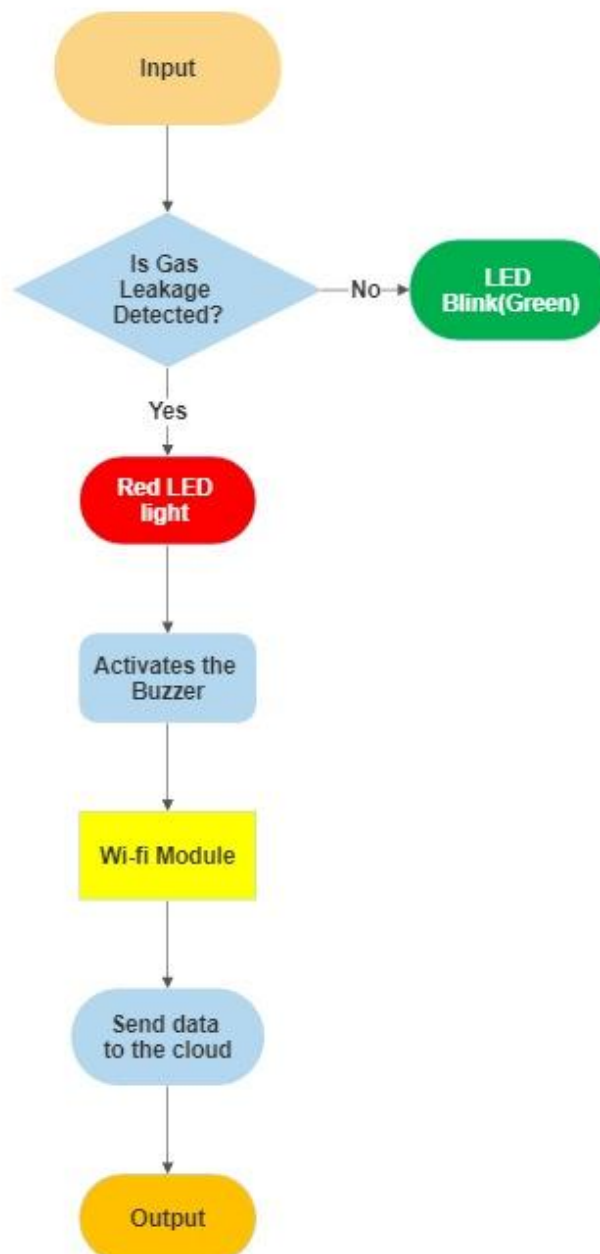 Input
Is Gas
Leakage
Detected?
No
LED
Blink(Green)
Yes
Red LED
light
Activates the
Buzzer
Wi-fi Module
Send data
to the cloud
Output